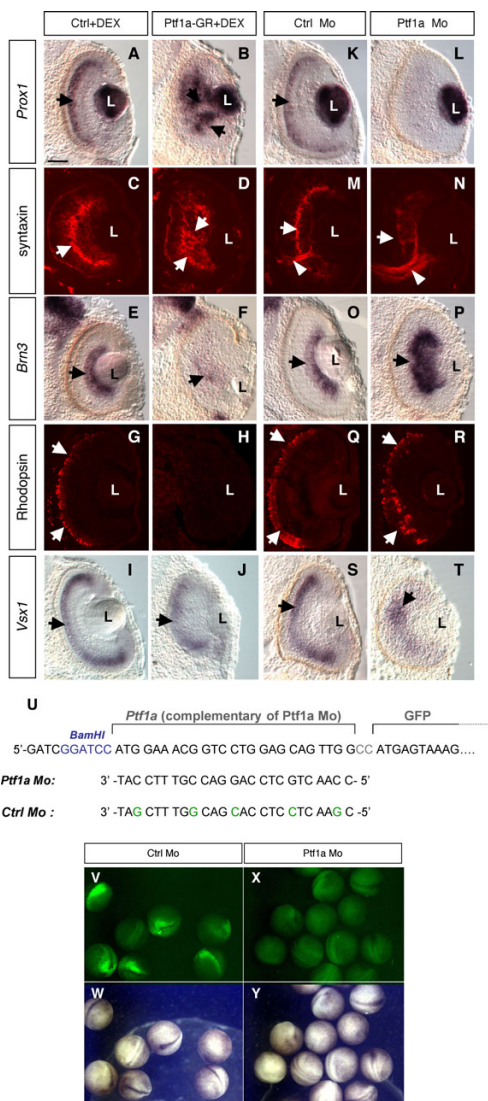 Ctrl+DEX Ptf1a-GR+DEX Ctrl Mo Ptf1a Mo
Prox1 A L B L K L L L
syntaxin C L D L M L N L
Brn3 E L F L O L P L
Rhodopsin G L H L Q L R L
Vsx1 I L J L S L T L
U
Ptf1a (complementary of Ptf1a Mo) GFP
BamHI
5'-GATCGGATCC ATG GAA ACG GTC CTG GAG CAG TTG GCC ATGAGTAAAG....
Ptf1a Mo: 3' -TAC CTT TGC CAG GAC CTC GTC AAC C- 5'
Ctrl Mo : 3' -TAG CTT TGG CAG CAC CTC CTC AAG C -5'
Ctrl Mo Ptf1a Mo
V X
W Y